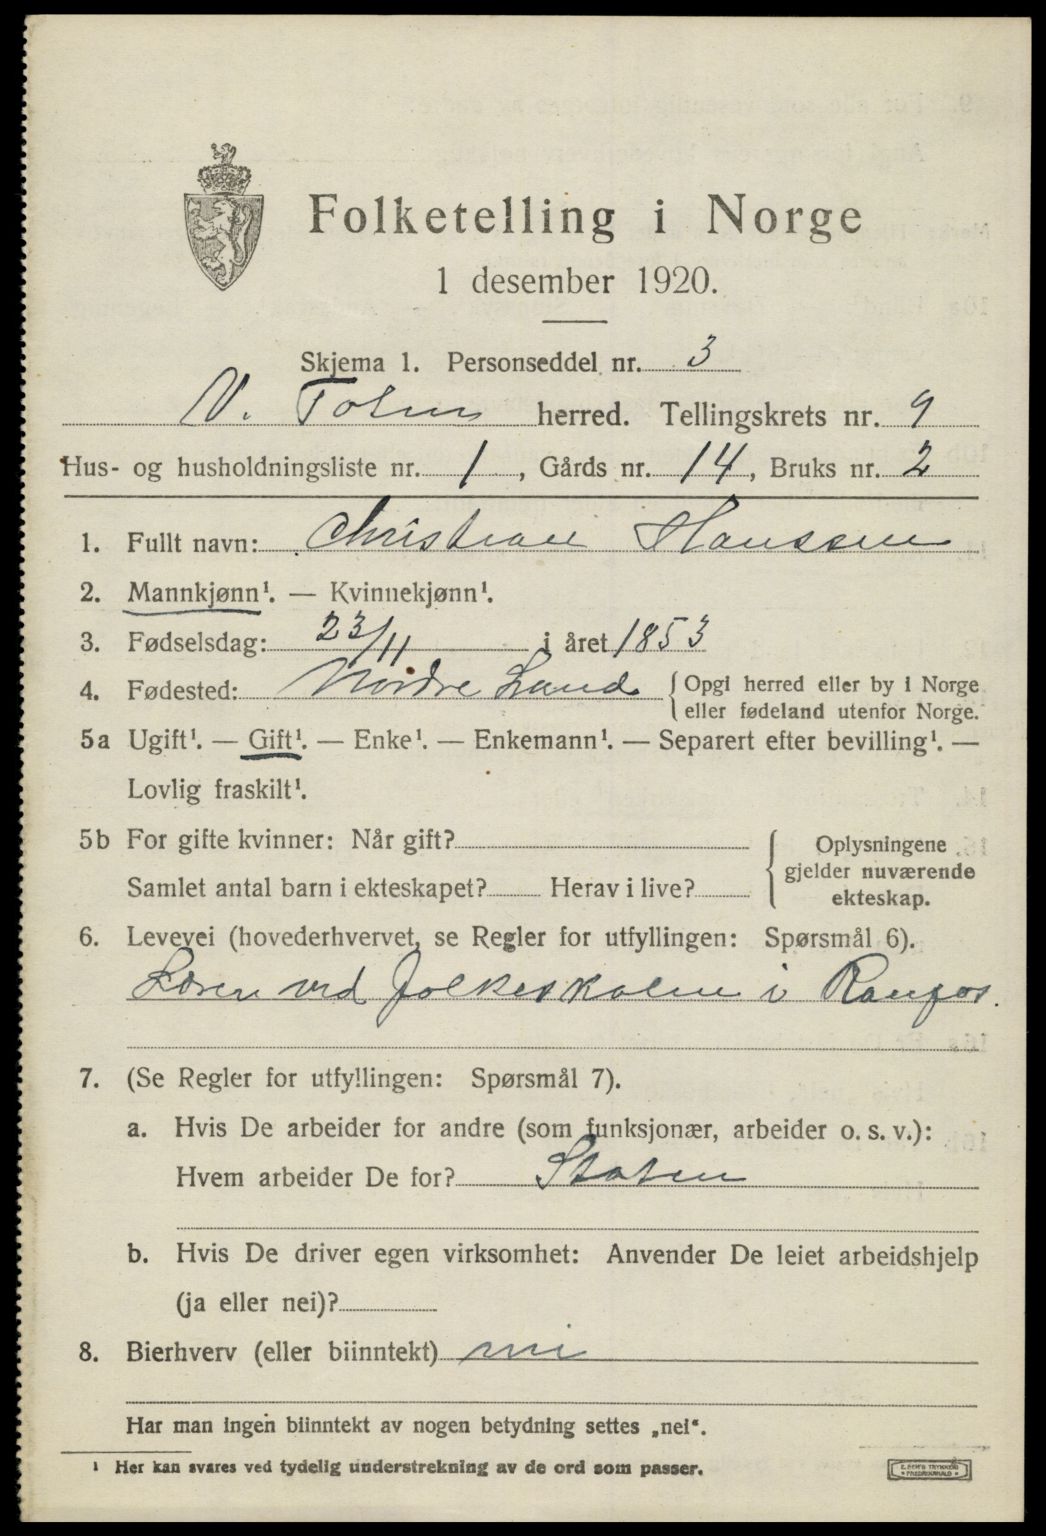 Folketelling i Norge
1 desember 1920.
Skjema 1. Personseddel nr. 3
V. Toten herred. Tellingskrets nr. 9
Hus- og husholdningsliste nr. 1, Gårds nr. 14, Bruks nr. 2
1. Fullt navn: Christian Hanssen
2. Mannkjønn¹. — Kvinnekjønn¹.
3. Fødselsdag: 23/11 i året 1853
4. Fødested: Nordre Land { Opgi herred eller by i Norge
eller fødeland utenfor Norge.
5a Ugift¹. — Gift¹. — Enke¹. — Enkemann¹. — Separert efter bevilling¹. —
Lovlig fraskilt¹.
5b For gifte kvinner: Når gift?
Samlet antal barn i ekteskapet? Herav i live?
{ Oplysningene
gjelder nuværende
ekteskap.
6. Levevei (hovederhvervet, se Regler for utfyllingen: Spørsmål 6).
Lærer ved folkeskolen i Raufos.
7. (Se Regler for utfyllingen: Spørsmål 7).
a. Hvis De arbeider for andre (som funksjonær, arbeider o. s. v.):
Hvem arbeider De for? Staten
b. Hvis De driver egen virksomhet: Anvender De leiet arbeidshjelp
(ja eller nei)?
8. Bierhverv (eller biinntekt) nei
Har man ingen biinntekt av nogen betydning settes „nei“.
¹ Her kan svares ved tydelig understrekning av de ord som passer.